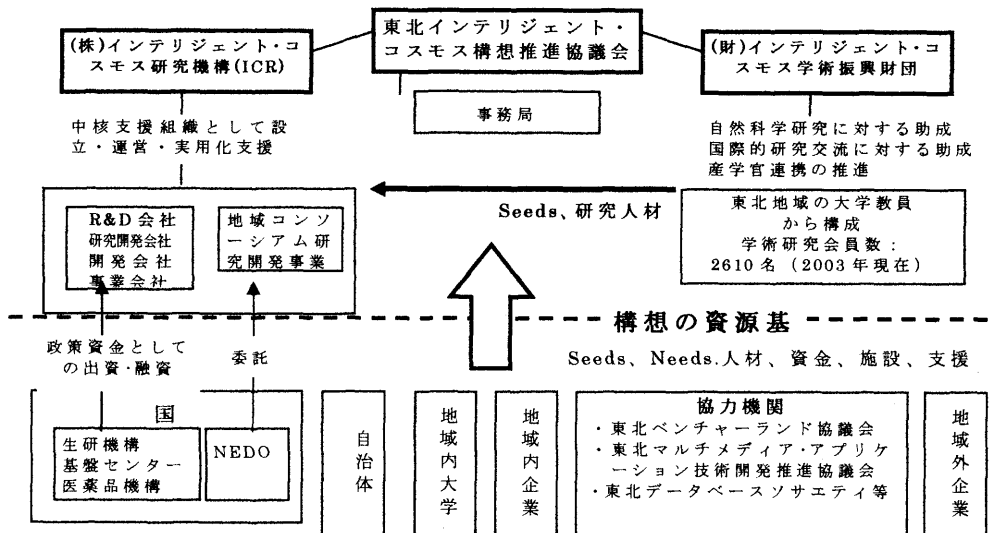 東北インテリジェント・
コスモス構想推進協議会
(株)インテリジェント・コ
スモス研究機構(ICR)
(財)インテリジェント・コ
スモス学術振興財団
事務局
中核支援組織として設
立・運営・実用化支援
自然科学研究に対する助成
国際的研究交流に対する助成
産学官連携の推進
R&D会社
研究開発会社
開発会社
事業会社
地域コンソ
ーシアム研
究開発事業
Seeds、研究人材
東北地域の大学教員
から構成
学術研究会員数:
2610名(2003年現在)
構想の資源基
政策資金として
の出資・融資
委託
Seeds、Needs.人材、資金、施設、支援
国
生研機構
基盤センター
医薬品機構
NEDO
自治体
地域内大学
地域内企業
協力機関
・東北ベンチャーランド協議会
・東北マルチメディア・アプリケ
ーション技術開発推進協議会
・東北データベースソサエティ等
地域外企業